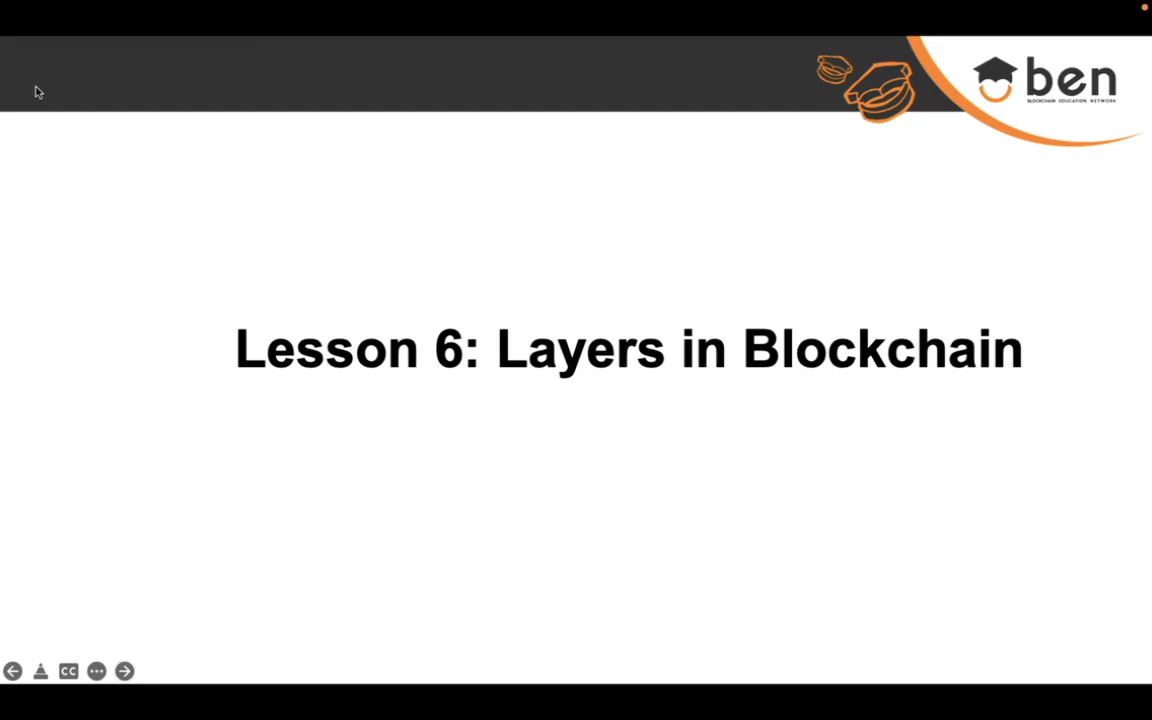 ben
BLOCKCHAIN EDUCATION NETWORK
Lesson 6: Layers in Blockchain
CC